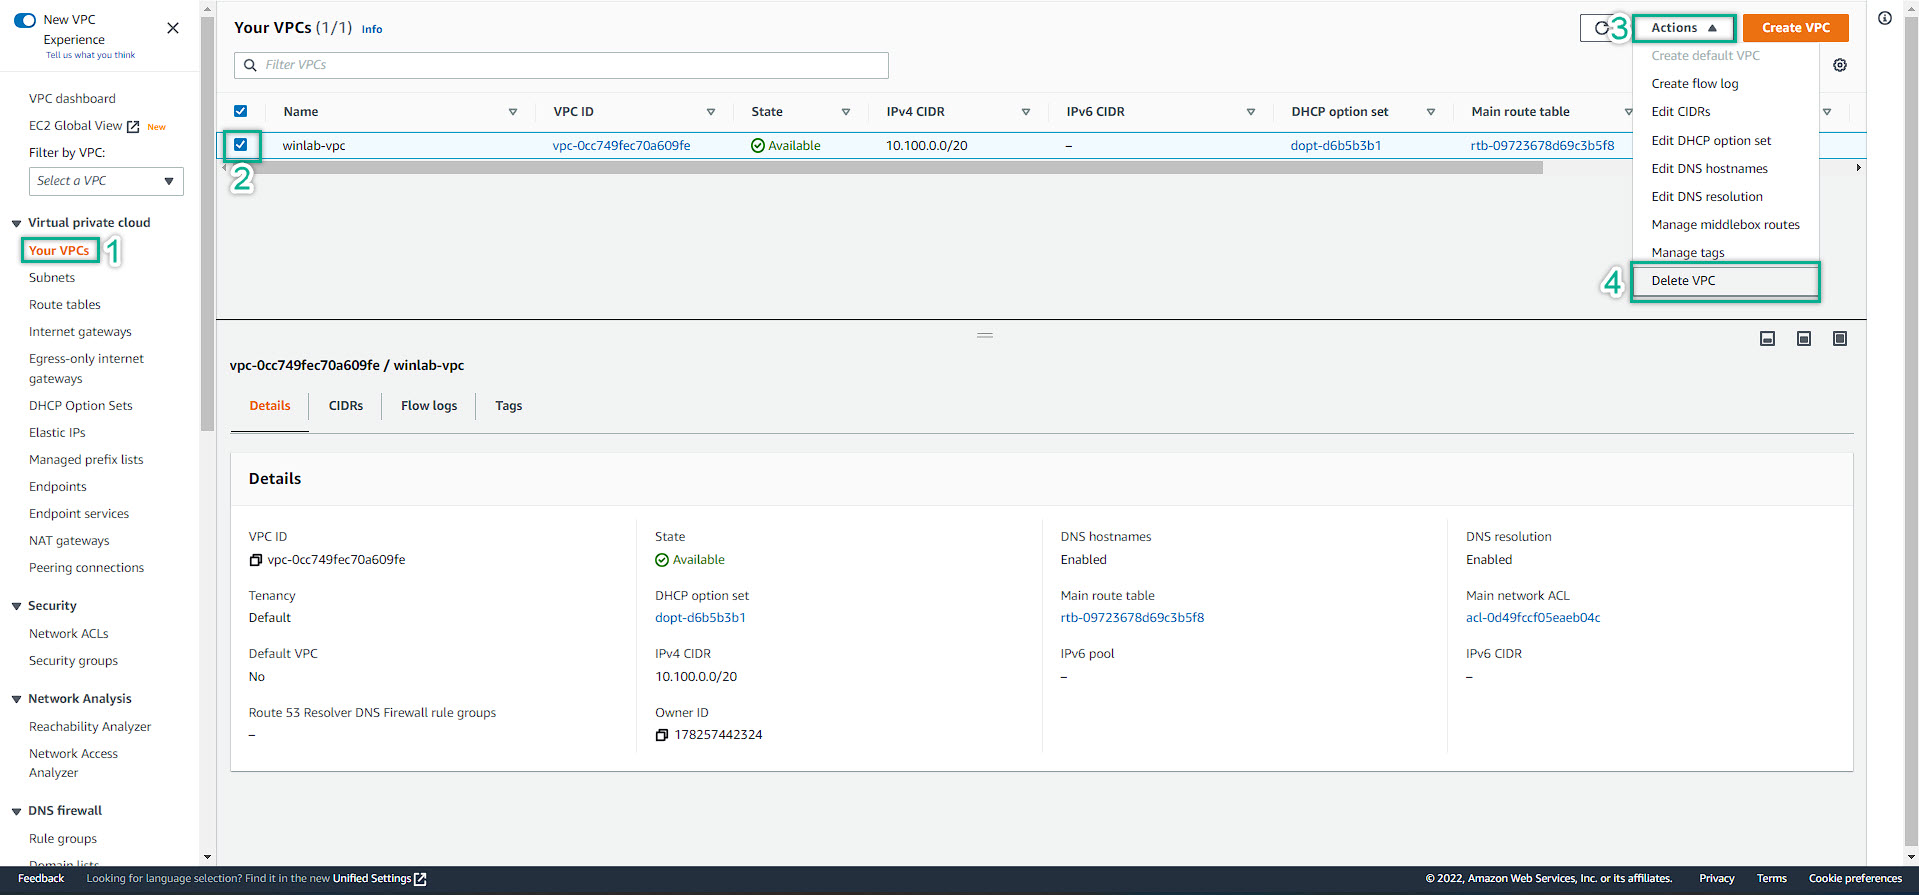 New VPC
Experience
Tell us what you think
VPC dashboard
EC2 Global View New
Filter by VPC:
Select a VPC
Virtual private cloud
Your VPCs 1
Subnets
Route tables
Internet gateways
Egress-only internet
gateways
DHCP Option Sets
Elastic IPs
Managed prefix lists
Endpoints
Endpoint services
NAT gateways
Peering connections
Security
Network ACLs
Security groups
Network Analysis
Reachability Analyzer
Network Access
Analyzer
DNS firewall
Rule groups
Domain lists
Your VPCs (1/1) Info
3 Actions Create VPC
Filter VPCs
Create default VPC
Create flow log
Edit CIDRs
Edit DHCP option set
Edit DNS hostnames
Edit DNS resolution
Manage middlebox routes
Manage tags
4 Delete VPC
Name VPC ID State IPv4 CIDR IPv6 CIDR DHCP option set Main route table
winlab-vpc vpc-0cc749fec70a609fe Available 10.100.0.0/20 – dopt-d6b5b3b1 rtb-09723678d69c3b5f8
2
vpc-0cc749fec70a609fe / winlab-vpc
Details CIDRs Flow logs Tags
Details
VPC ID State DNS hostnames DNS resolution
vpc-0cc749fec70a609fe Available Enabled Enabled
Tenancy DHCP option set Main route table Main network ACL
Default dopt-d6b5b3b1 rtb-09723678d69c3b5f8 acl-0d49fccf05eaeb04c
Default VPC IPv4 CIDR IPv6 pool IPv6 CIDR
No 10.100.0.0/20 – –
Route 53 Resolver DNS Firewall rule groups Owner ID
– 178257442324
Feedback Looking for language selection? Find it in the new Unified Settings © 2022, Amazon Web Services, Inc. or its affiliates. Privacy Terms Cookie preferences